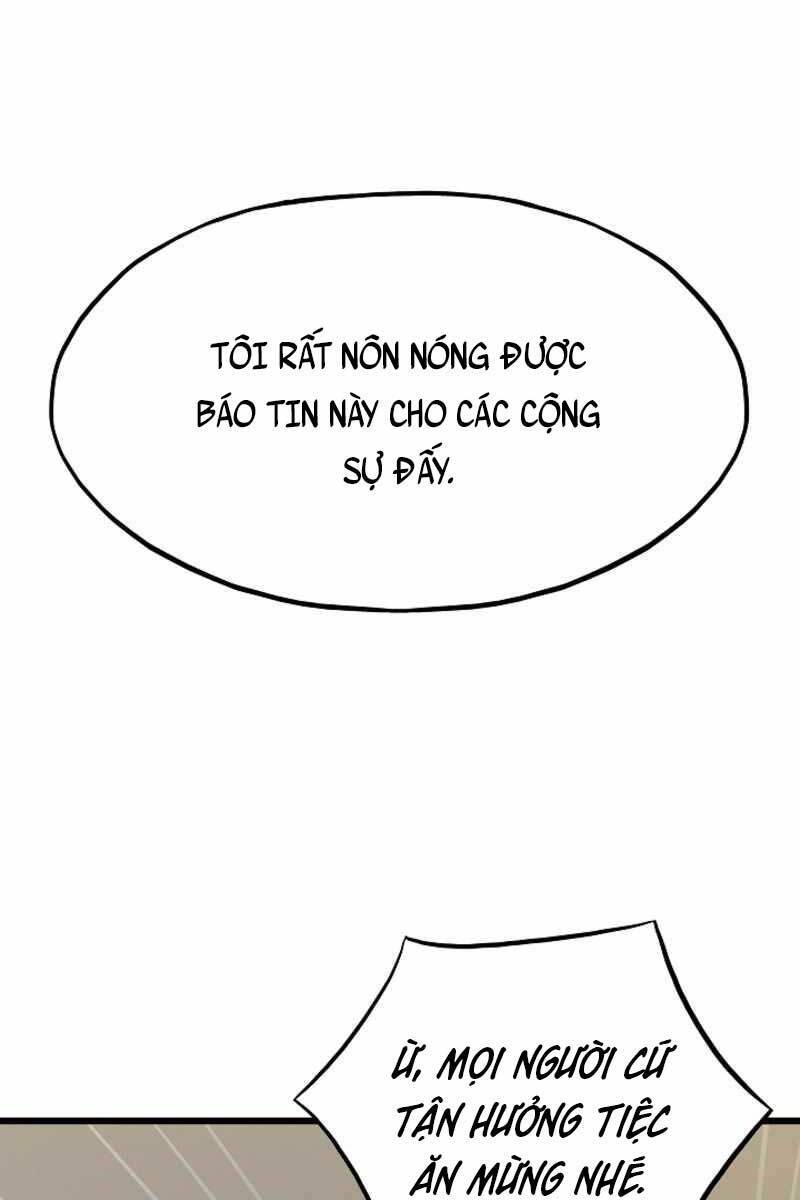 TÔI RẤT NÔN NÓNG ĐƯỢC
BÁO TIN NÀY CHO CÁC CỘNG
SỰ ĐẤY.
Ừ, MỌI NGƯỜI CỨ
TẬN HƯỞNG TIỆC
ĂN MỪNG NHÉ.